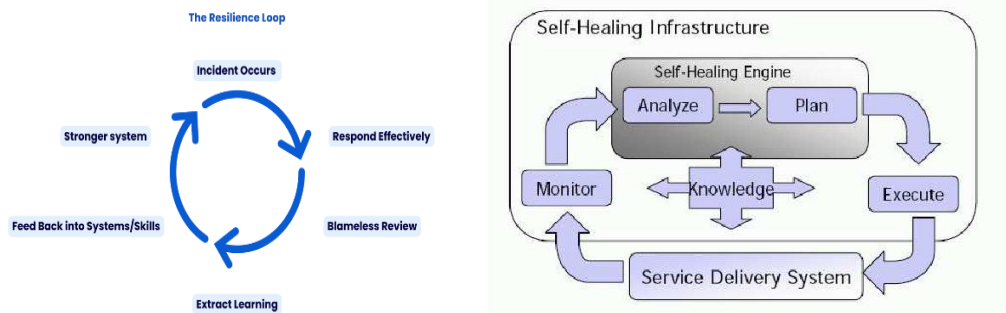 The Resilience Loop
Incident Occurs
Stronger system
Respond Effectively
Feed Back into Systems/Skills
Blameless Review
Extract Learning
Self-Healing Infrastructure
Self-Healing Engine
Analyze
Plan
Monitor
Knowledge
Execute
Service Delivery System